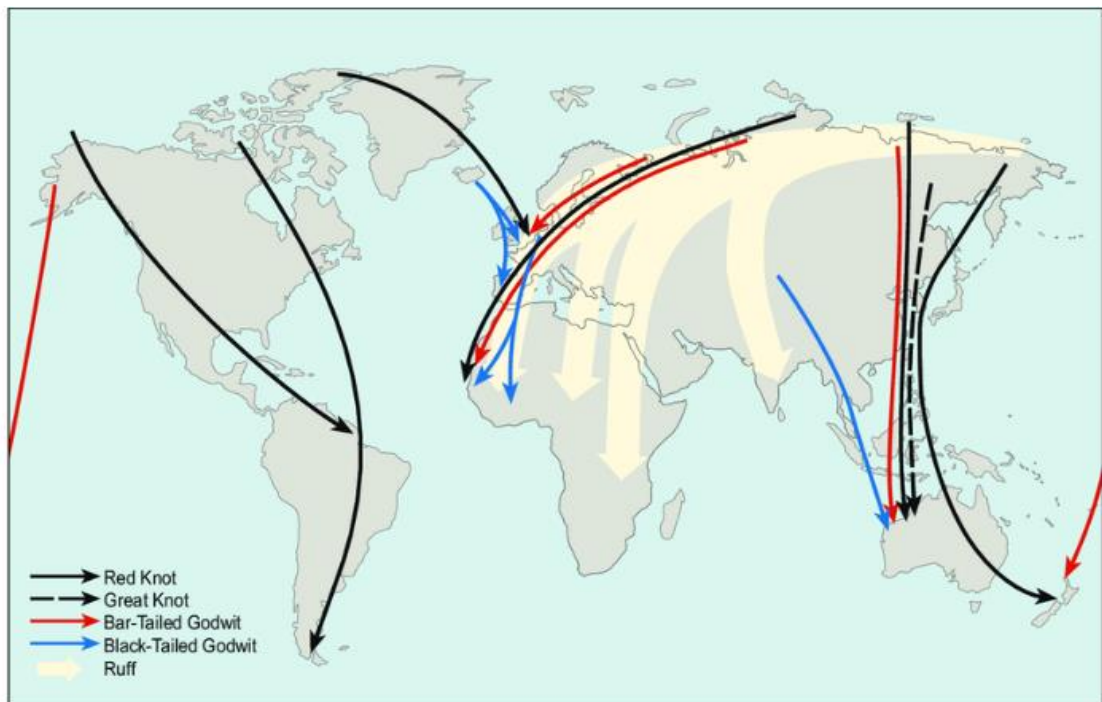 Red Knot
Great Knot
Bar-Tailed Godwit
Black-Tailed Godwit
Ruff